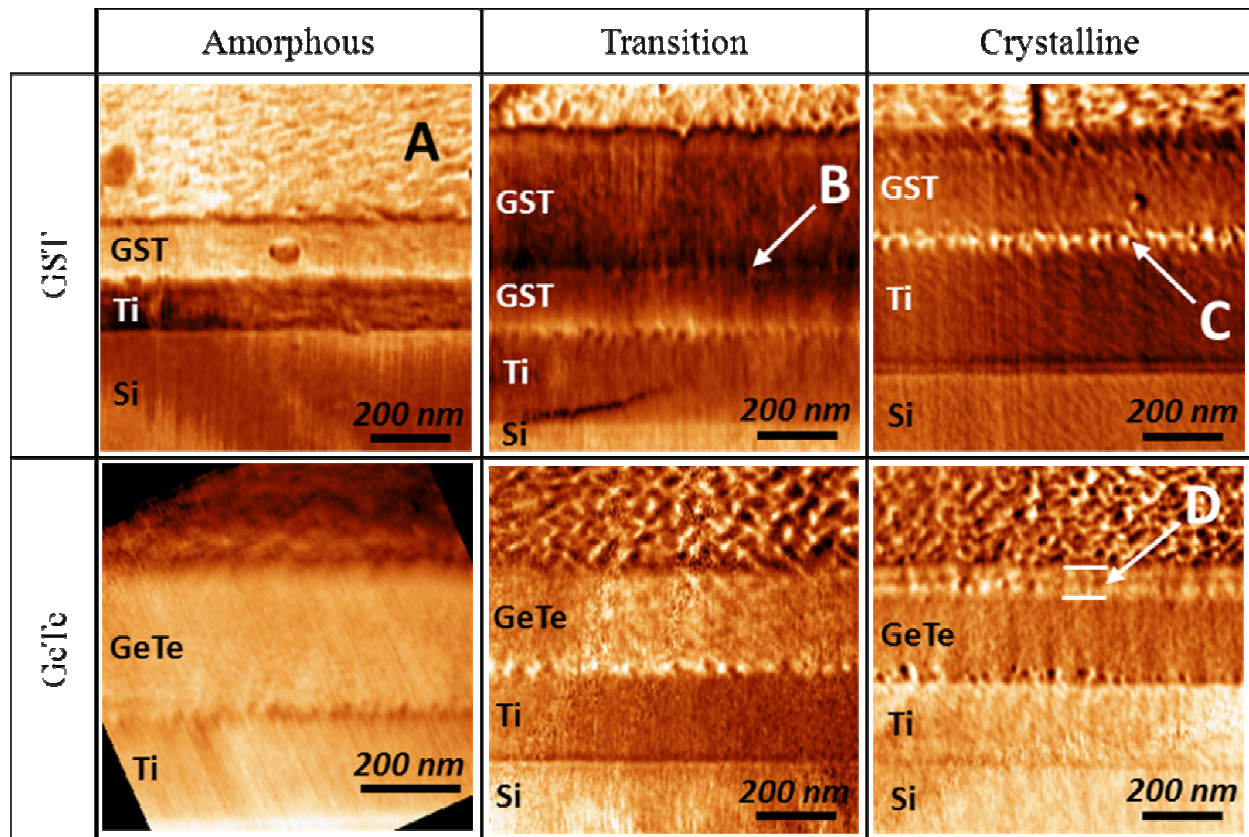 Amorphous Transition Crystalline
GST
A
GST
Ti
Si
200 nm
GST
B
GST
Ti
Si
200 nm
GST
Ti
C
Si
200 nm
GeTe
GeTe
Ti
200 nm
GeTe
Ti
Si
200 nm
D
GeTe
Ti
Si
200 nm